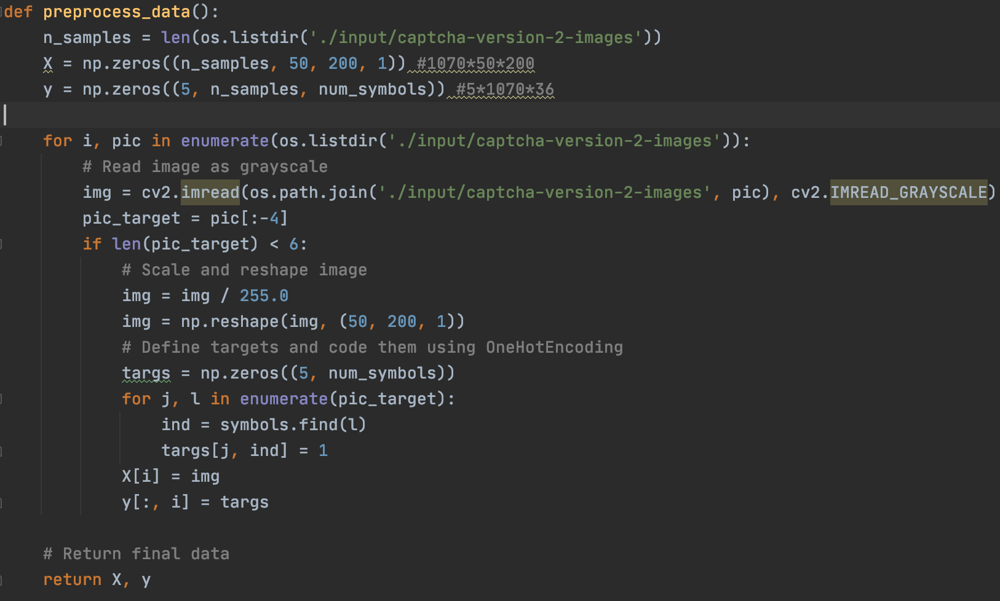 def preprocess_data():
    n_samples = len(os.listdir('./input/captcha-version-2-images'))
    X = np.zeros((n_samples, 50, 200, 1)) #1070*50*200
    y = np.zeros((5, n_samples, num_symbols)) #5*1070*36
    for i, pic in enumerate(os.listdir('./input/captcha-version-2-images')):
        # Read image as grayscale
        img = cv2.imread(os.path.join('./input/captcha-version-2-images', pic), cv2.IMREAD_GRAYSCALE)
        pic_target = pic[:-4]
        if len(pic_target) < 6:
            # Scale and reshape image
            img = img / 255.0
            img = np.reshape(img, (50, 200, 1))
            # Define targets and code them using OneHotEncoding
            targs = np.zeros((5, num_symbols))
            for j, l in enumerate(pic_target):
                ind = symbols.find(l)
                targs[j, ind] = 1
            X[i] = img
            y[:, i] = targs
    # Return final data
    return X, y